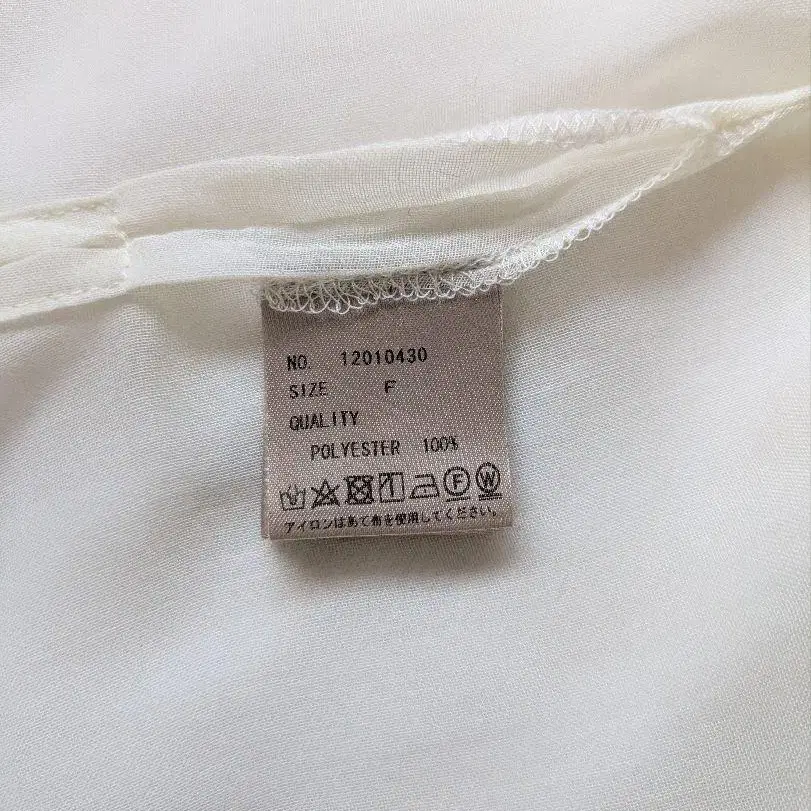 NO. 12010430
SIZE F
QUALITY
POLYESTER 100%
F W
アイロンはあて布を使用してください。